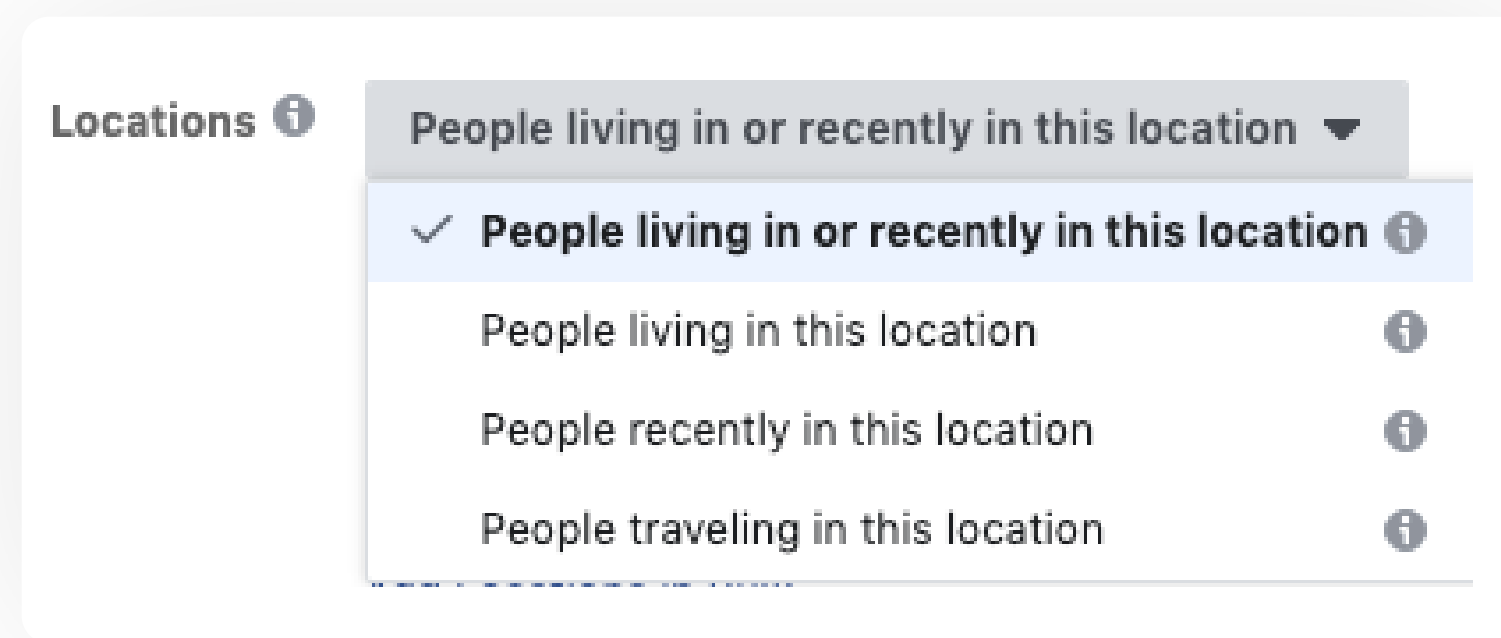 Locations
People living in or recently in this location
People living in or recently in this location
People living in this location
People recently in this location
People traveling in this location